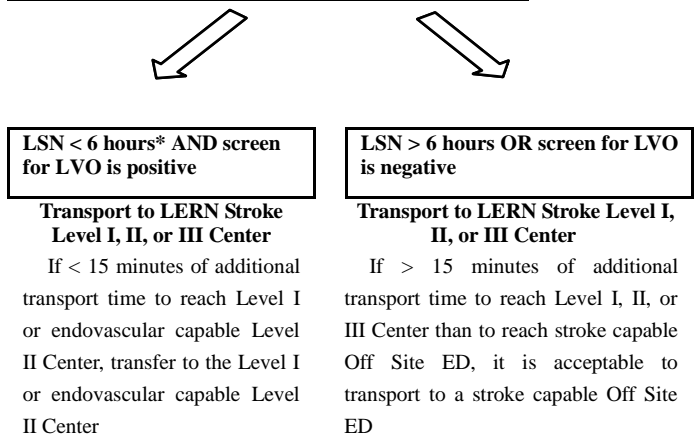 LSN < 6 hours* AND screen
for LVO is positive
Transport to LERN Stroke
Level I, II, or III Center
If < 15 minutes of additional
transport time to reach Level I
or endovascular capable Level
II Center, transfer to the Level I
or endovascular capable Level
II Center
LSN > 6 hours OR screen for LVO
is negative
Transport to LERN Stroke Level I,
II, or III Center
If > 15 minutes of additional
transport time to reach Level I, II, or
III Center than to reach stroke capable
Off Site ED, it is acceptable to
transport to a stroke capable Off Site
ED